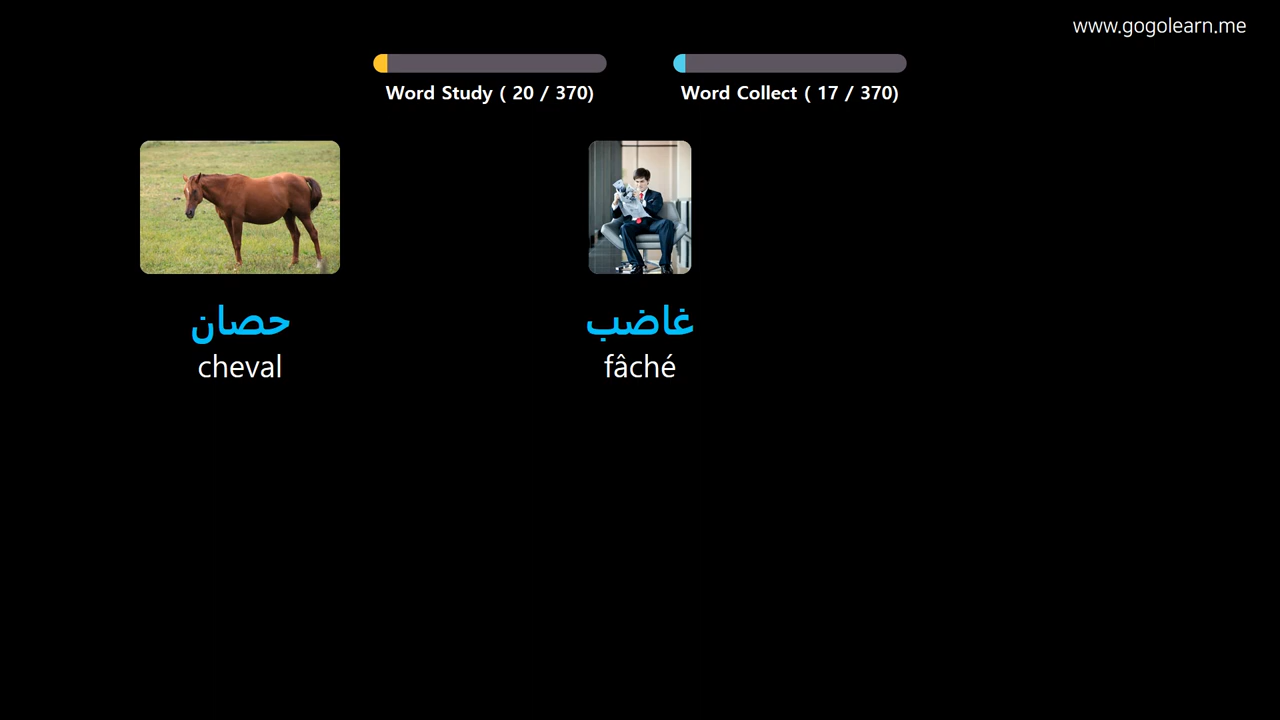 www.gogolearn.me
Word Study ( 20 / 370)
Word Collect ( 17 / 370)
حصان
cheval
غاضب
fâché